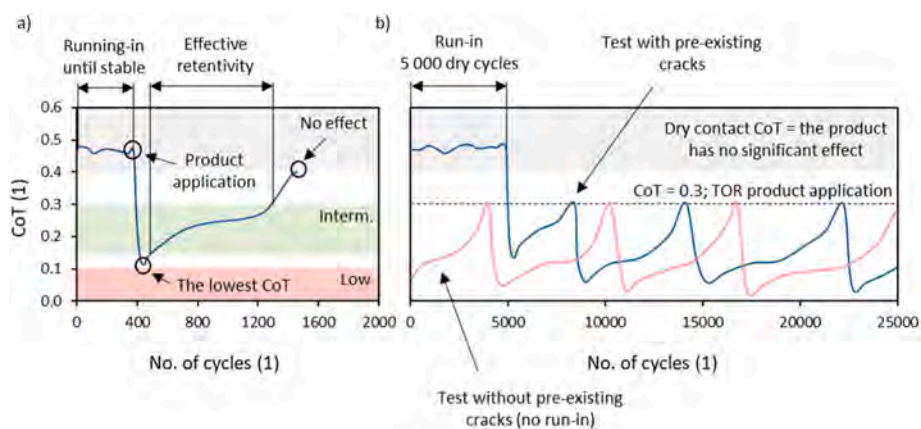 a)
Running-in
until stable
Effective
retentivity
0.6
0.5
0.4
0.3
0.2
0.1
0.0
CoT (1)
No effect
Product
application
Interm.
Low
The lowest CoT
0
400
800
1200
1600
2000
No. of cycles (1)
b)
Run-in
5 000 dry cycles
Test with pre-existing
cracks
Dry contact CoT = the product
has no significant effect
CoT = 0.3; TOR product application
0
5000
10000
15000
20000
25000
No. of cycles (1)
Test without pre-existing
cracks (no run-in)